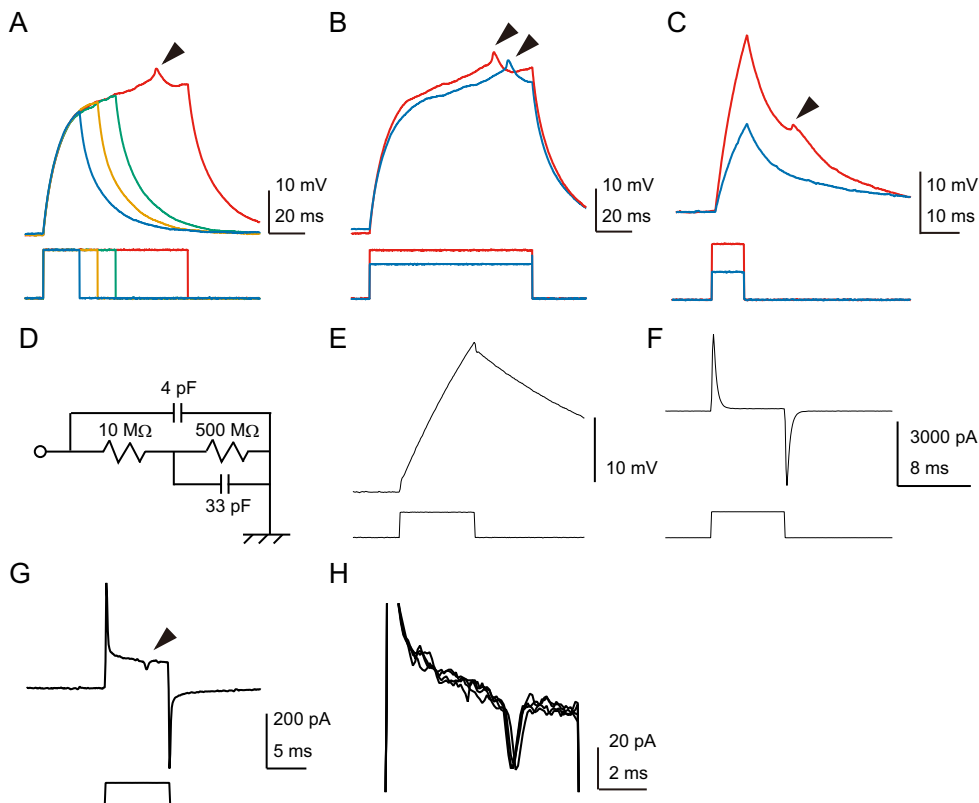 A
10 mV
20 ms
B
10 mV
20 ms
C
10 mV
10 ms
D
4 pF
10 MΩ
500 MΩ
33 pF
E
10 mV
F
3000 pA
8 ms
G
200 pA
5 ms
H
20 pA
2 ms